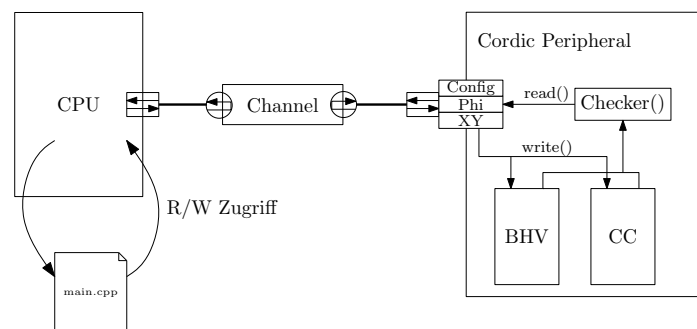 Cordic Peripheral
CPU
Channel
Config
Phi
XY
read()
Checker()
write()
R/W Zugriff
BHV
CC
main.cpp